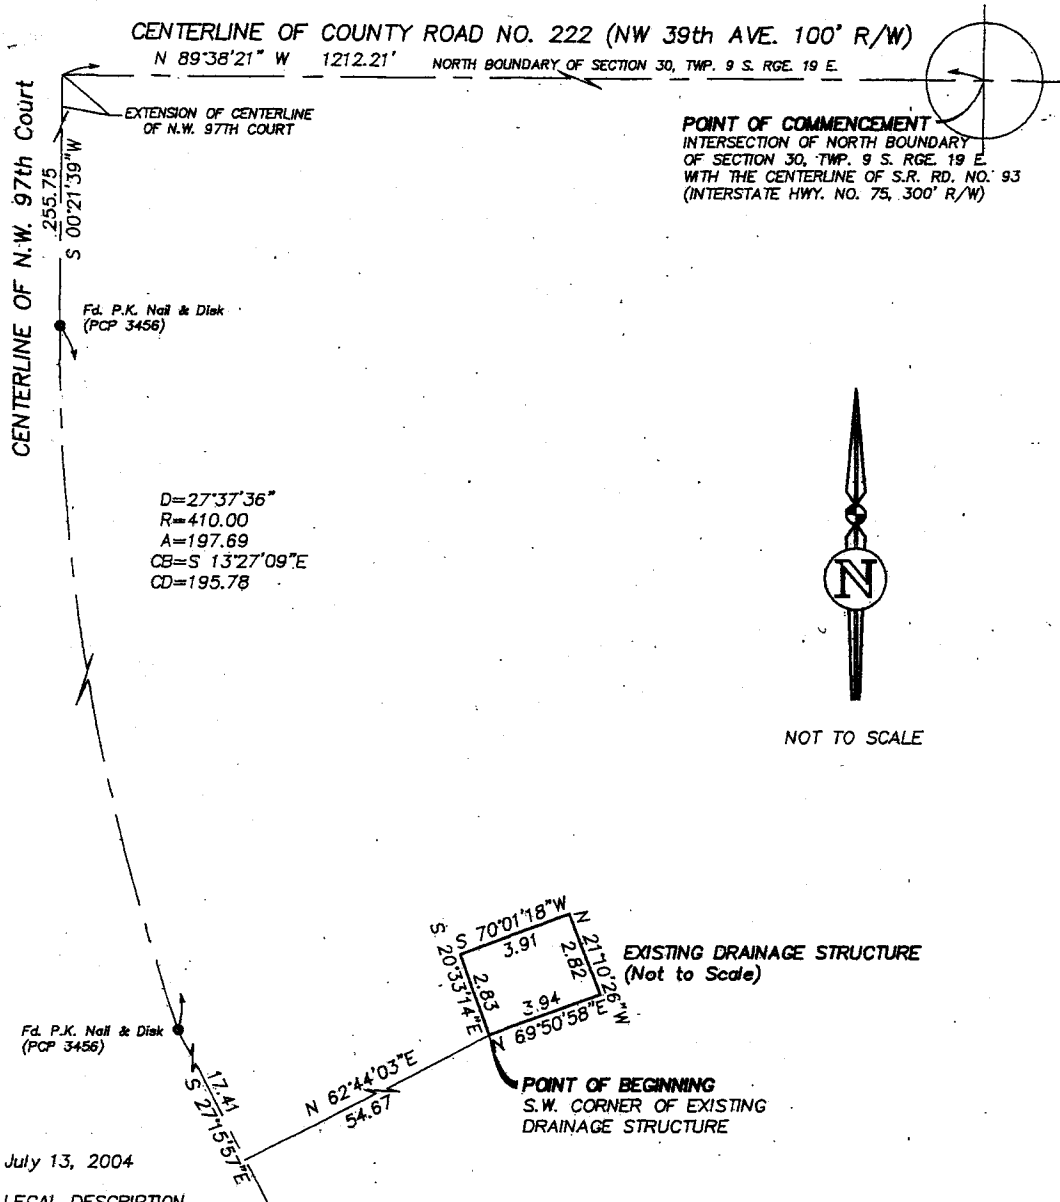 CENTERLINE OF COUNTY ROAD NO. 222 (NW 39th AVE. 100' R/W)
N 89°38'21" W 1212.21' NORTH BOUNDARY OF SECTION 30, TWP. 9 S. RGE. 19 E.
EXTENSION OF CENTERLINE
OF N.W. 97TH COURT
POINT OF COMMENCEMENT
INTERSECTION OF NORTH BOUNDARY
OF SECTION 30, TWP. 9 S. RGE. 19 E.
WITH THE CENTERLINE OF S.R. RD. NO. 93
(INTERSTATE HWY. NO. 75, 300' R/W)
CENTERLINE OF N.W. 97th Court
255.75
S 00°21'39"W
Fd. P.K. Nail & Disk
(PCP 3456)
D=27°37'36"
R=410.00
A=197.69
CB=S 13°27'09"E
CD=195.78
N
NOT TO SCALE
S 70°01'18"W
3.91
S 20°33'14"E
2.83
N 21°10'26"W
2.82
3.94
N 69°50'58"E
EXISTING DRAINAGE STRUCTURE
(Not to Scale)
Fd. P.K. Nail & Disk
(PCP 3456)
17.41
S 27°15'57"E
N 62°44'03"E
54.67
POINT OF BEGINNING
S.W. CORNER OF EXISTING
DRAINAGE STRUCTURE
July 13, 2004
LEGAL DESCRIPTION